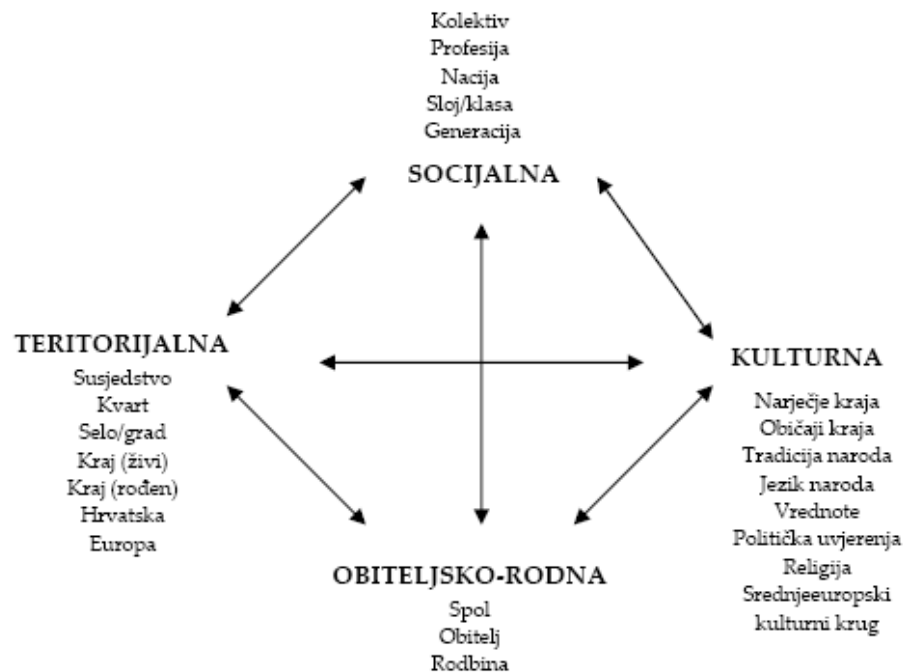 Kolektiv
Profesija
Nacija
Sloj/klasa
Generacija
SOCIJALNA
TERITORIJALNA
Susjedstvo
Kvart
Selo/grad
Kraj (živi)
Kraj (rođen)
Hrvatska
Europa
KULTURNA
Narječje kraja
Običaji kraja
Tradicija naroda
Jezik naroda
Vrednote
Politička uvjerenja
Religija
Srednjeeuropski
kulturni krug
OBITELJSKO-RODNA
Spol
Obitelj
Rodbina